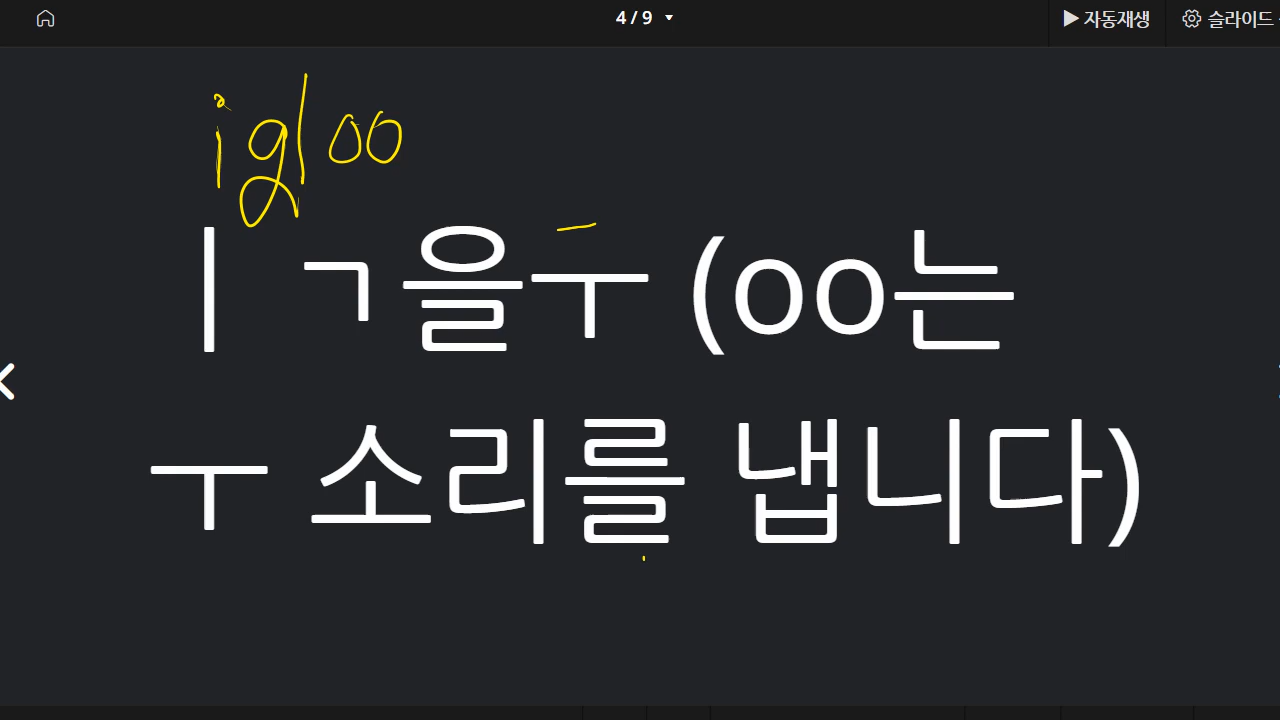 4 / 9
자동재생
슬라이드
igloo
ㅣ ㄱ을ㅜ (oo는
ㅜ 소리를 냅니다)